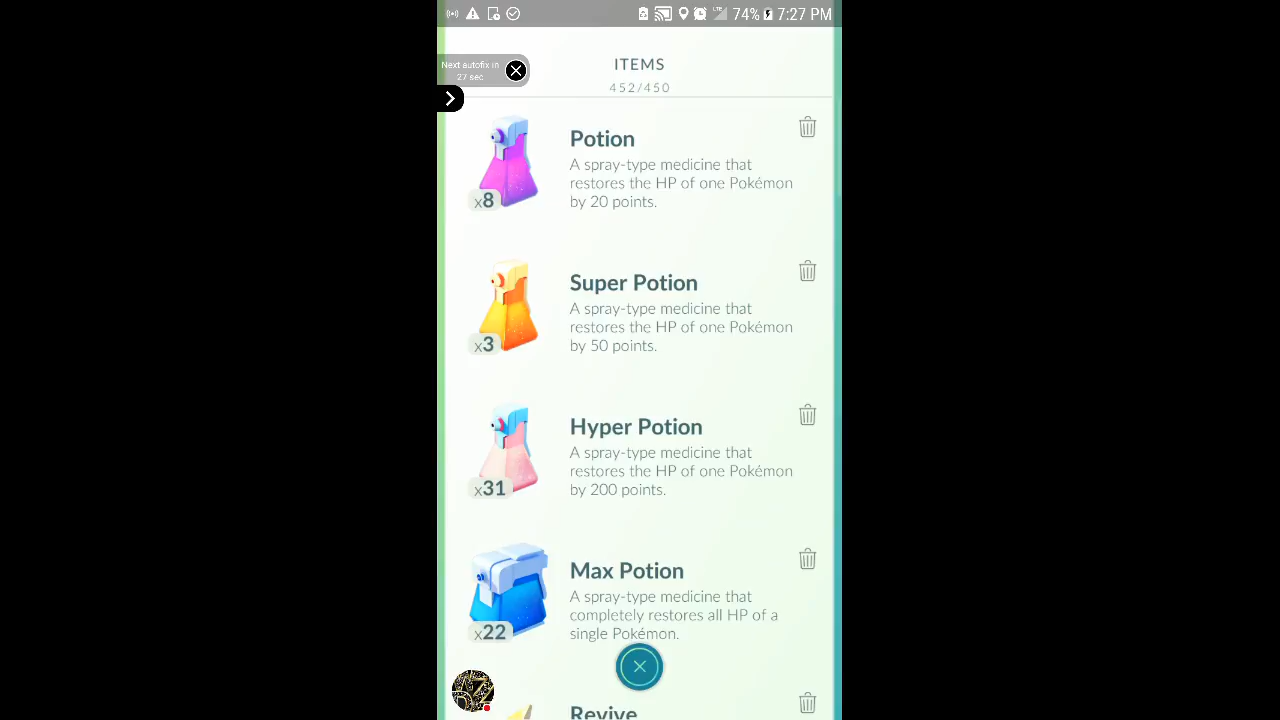 LTE 74% 7:27 PM
Next autofix in
27 sec
ITEMS
452/450
Potion
A spray-type medicine that
restores the HP of one Pokémon
by 20 points.
x8
Super Potion
A spray-type medicine that
restores the HP of one Pokémon
by 50 points.
x3
Hyper Potion
A spray-type medicine that
restores the HP of one Pokémon
by 200 points.
x31
Max Potion
A spray-type medicine that
completely restores all HP of a
single Pokémon.
x22
Revive